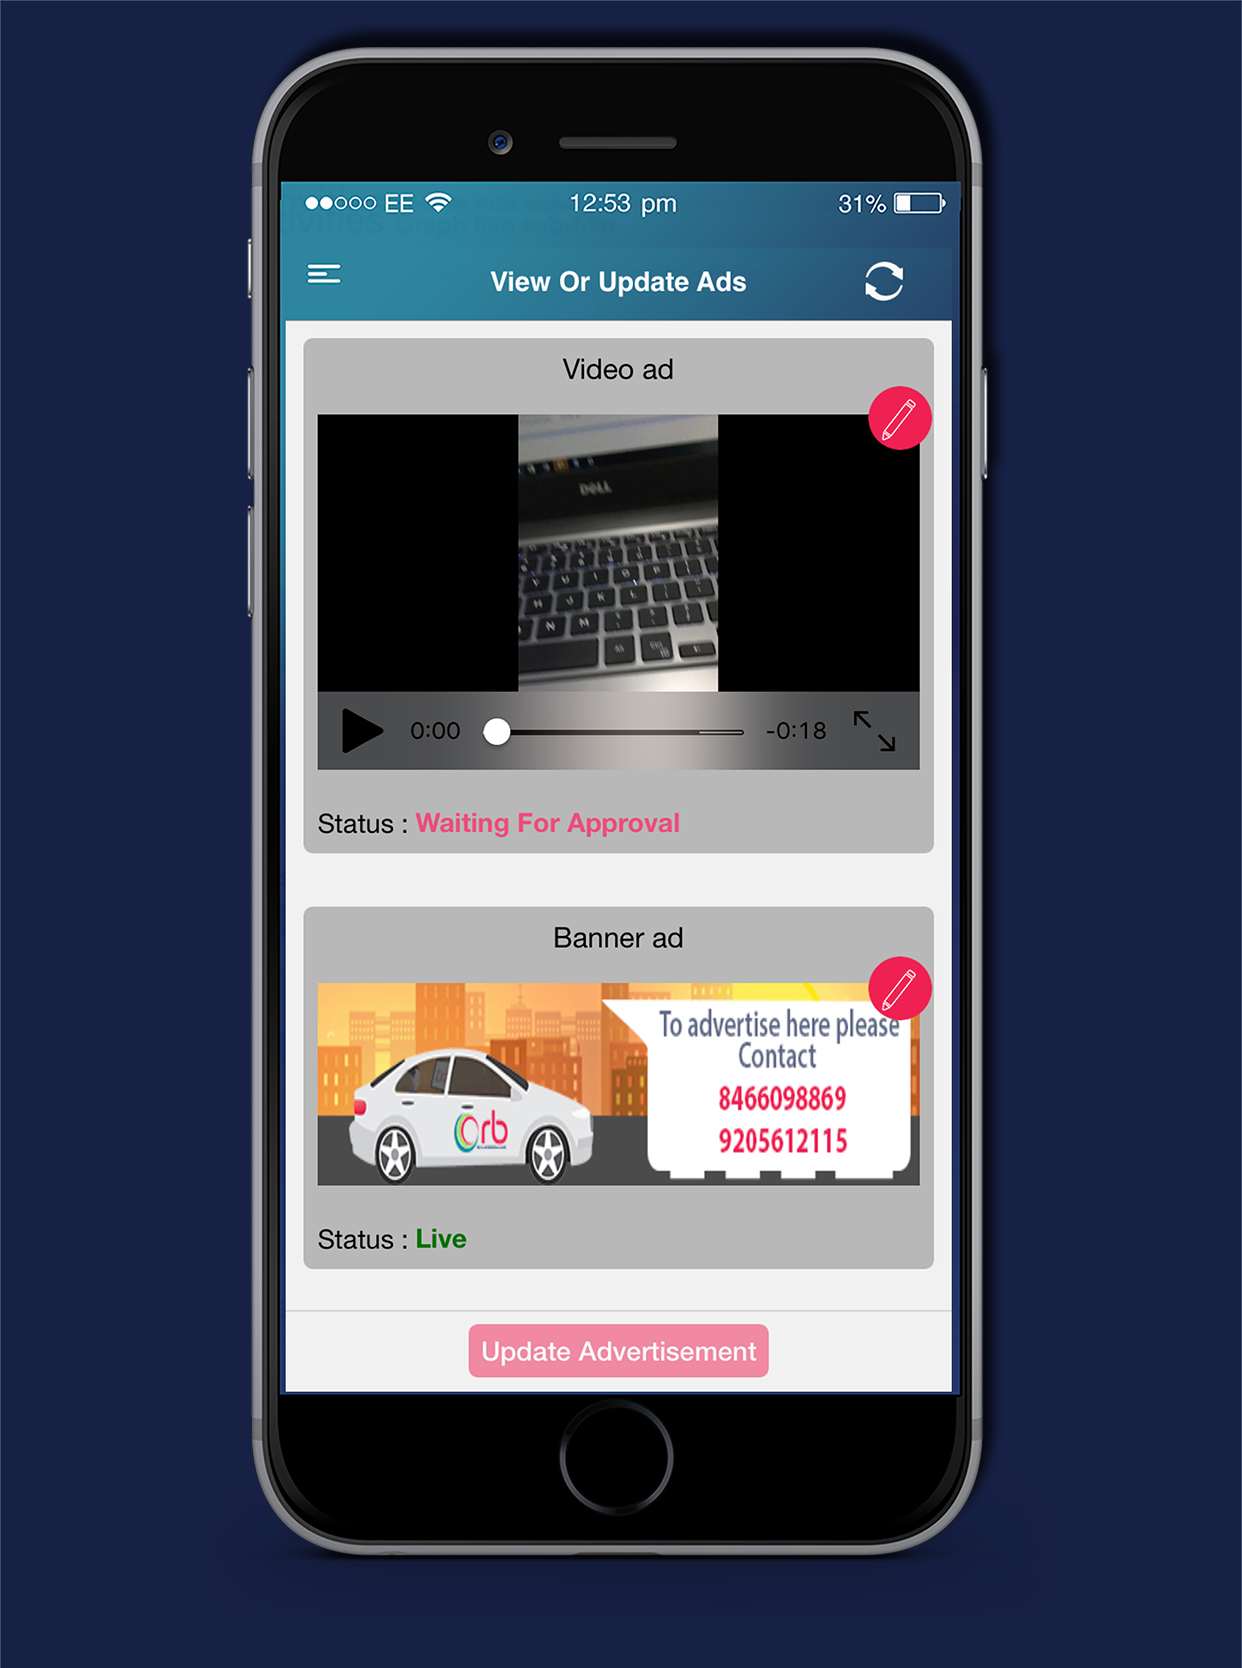 EE 12:53 pm 31%
View Or Update Ads
Video ad
DELL
0:00 -0:18
Status : Waiting For Approval
Banner ad
To advertise here please
Contact
8466098869
9205612115
Orb
Status : Live
Update Advertisement